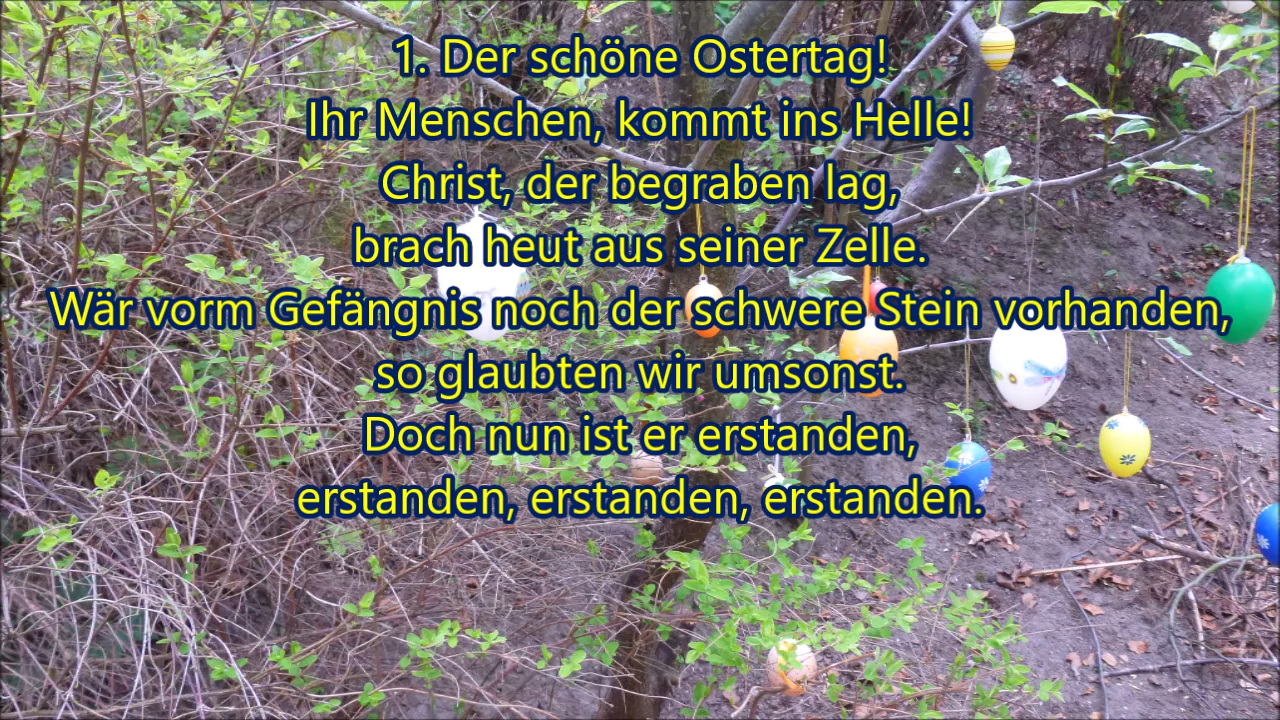 1. Der schöne Ostertag!
Ihr Menschen, kommt ins Helle!
Christ, der begraben lag,
brach heut aus seiner Zelle.
Wär vorm Gefängnis noch der schwere Stein vorhanden,
so glaubten wir umsonst.
Doch nun ist er erstanden,
erstanden, erstanden, erstanden.